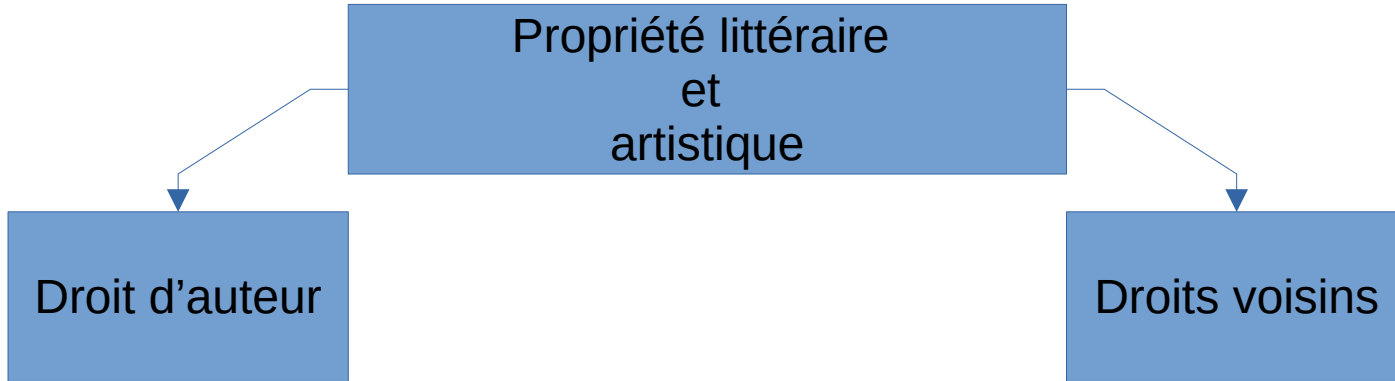 Propriété littéraire
et
artistique
Droit d’auteur
Droits voisins